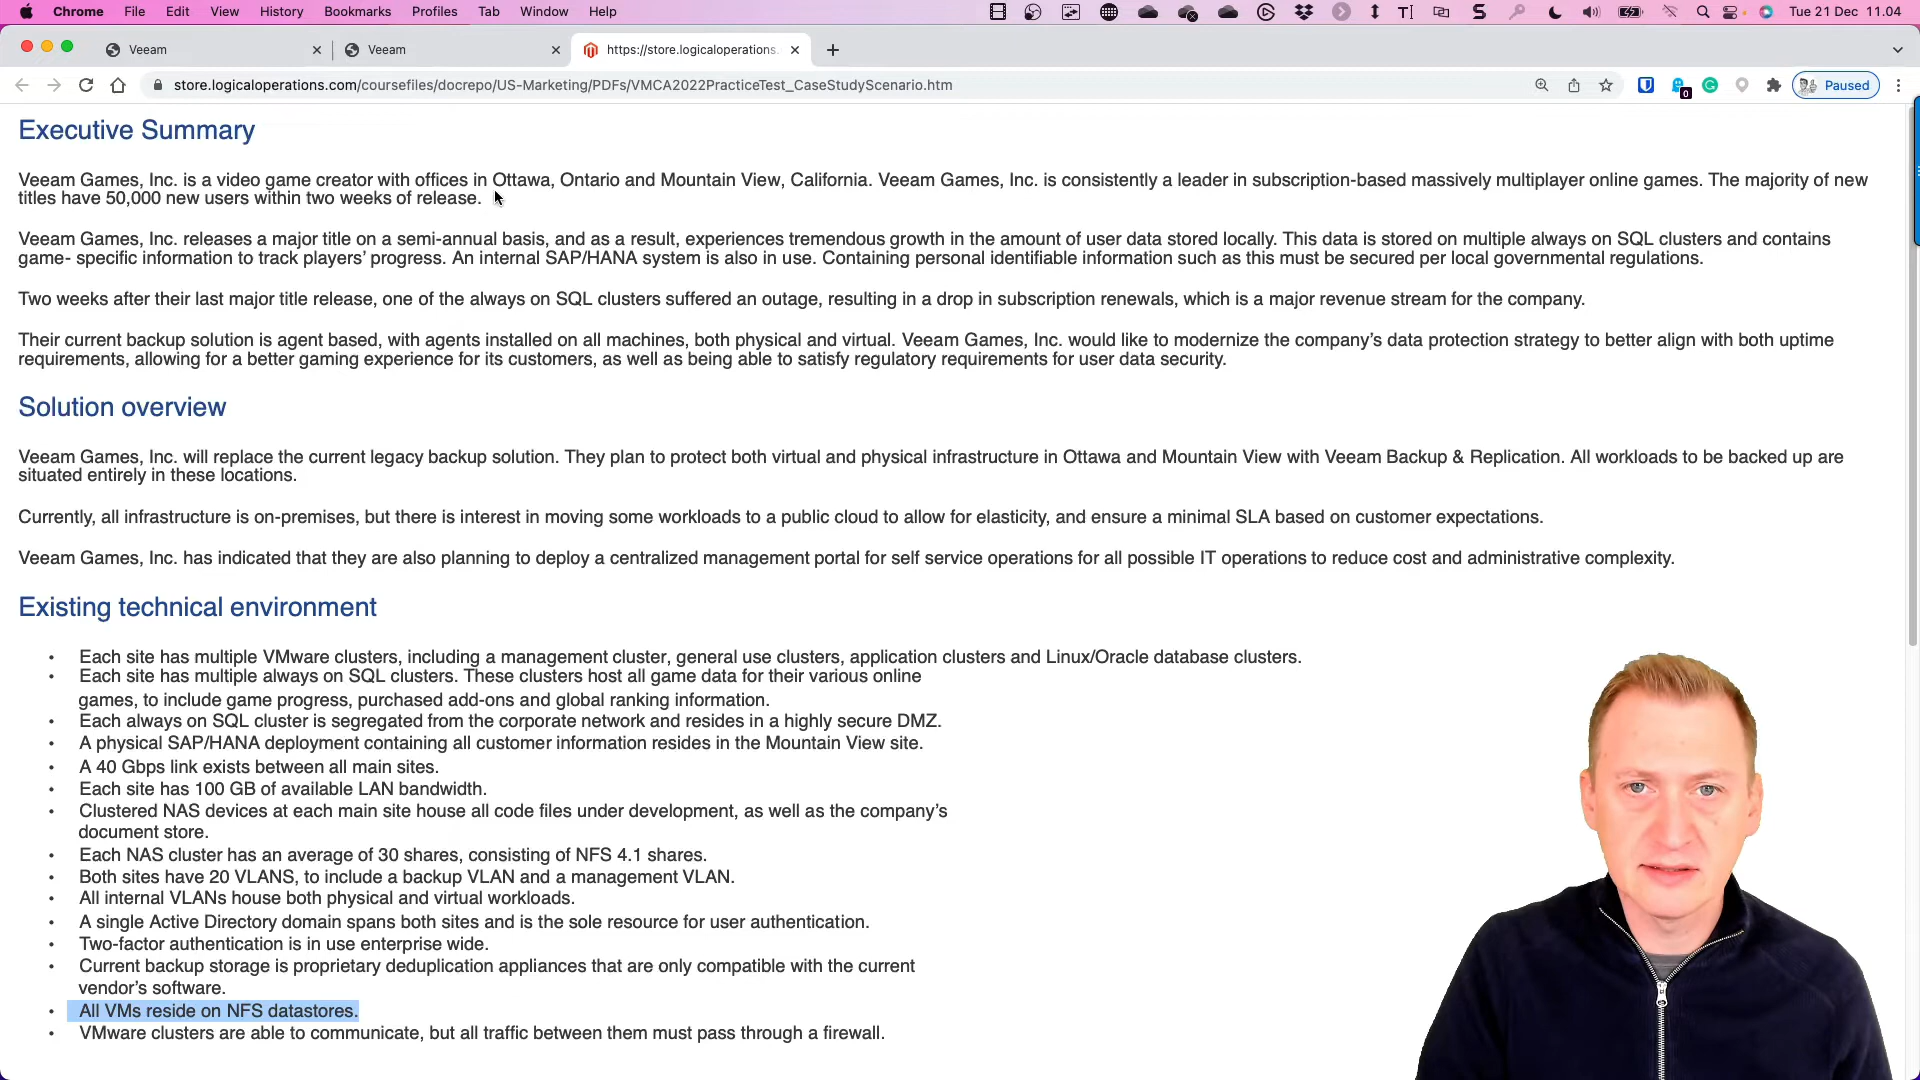 Chrome File Edit View History Bookmarks Profiles Tab Window Help Tue 21 Dec 11.04
Veeam Veeam https://store.logicaloperations.
store.logicaloperations.com/coursefiles/docrepo/US-Marketing/PDFs/VMCA2022PracticeTest_CaseStudyScenario.htm 0 Paused
Executive Summary
Veeam Games, Inc. is a video game creator with offices in Ottawa, Ontario and Mountain View, California. Veeam Games, Inc. is consistently a leader in subscription-based massively multiplayer online games. The majority of new
titles have 50,000 new users within two weeks of release.
Veeam Games, Inc. releases a major title on a semi-annual basis, and as a result, experiences tremendous growth in the amount of user data stored locally. This data is stored on multiple always on SQL clusters and contains
game- specific information to track players’ progress. An internal SAP/HANA system is also in use. Containing personal identifiable information such as this must be secured per local governmental regulations.
Two weeks after their last major title release, one of the always on SQL clusters suffered an outage, resulting in a drop in subscription renewals, which is a major revenue stream for the company.
Their current backup solution is agent based, with agents installed on all machines, both physical and virtual. Veeam Games, Inc. would like to modernize the company’s data protection strategy to better align with both uptime
requirements, allowing for a better gaming experience for its customers, as well as being able to satisfy regulatory requirements for user data security.
Solution overview
Veeam Games, Inc. will replace the current legacy backup solution. They plan to protect both virtual and physical infrastructure in Ottawa and Mountain View with Veeam Backup & Replication. All workloads to be backed up are
situated entirely in these locations.
Currently, all infrastructure is on-premises, but there is interest in moving some workloads to a public cloud to allow for elasticity, and ensure a minimal SLA based on customer expectations.
Veeam Games, Inc. has indicated that they are also planning to deploy a centralized management portal for self service operations for all possible IT operations to reduce cost and administrative complexity.
Existing technical environment
• Each site has multiple VMware clusters, including a management cluster, general use clusters, application clusters and Linux/Oracle database clusters.
• Each site has multiple always on SQL clusters. These clusters host all game data for their various online
games, to include game progress, purchased add-ons and global ranking information.
• Each always on SQL cluster is segregated from the corporate network and resides in a highly secure DMZ.
• A physical SAP/HANA deployment containing all customer information resides in the Mountain View site.
• A 40 Gbps link exists between all main sites.
• Each site has 100 GB of available LAN bandwidth.
• Clustered NAS devices at each main site house all code files under development, as well as the company’s
document store.
• Each NAS cluster has an average of 30 shares, consisting of NFS 4.1 shares.
• Both sites have 20 VLANS, to include a backup VLAN and a management VLAN.
• All internal VLANs house both physical and virtual workloads.
• A single Active Directory domain spans both sites and is the sole resource for user authentication.
• Two-factor authentication is in use enterprise wide.
• Current backup storage is proprietary deduplication appliances that are only compatible with the current
vendor’s software.
• All VMs reside on NFS datastores.
• VMware clusters are able to communicate, but all traffic between them must pass through a firewall.